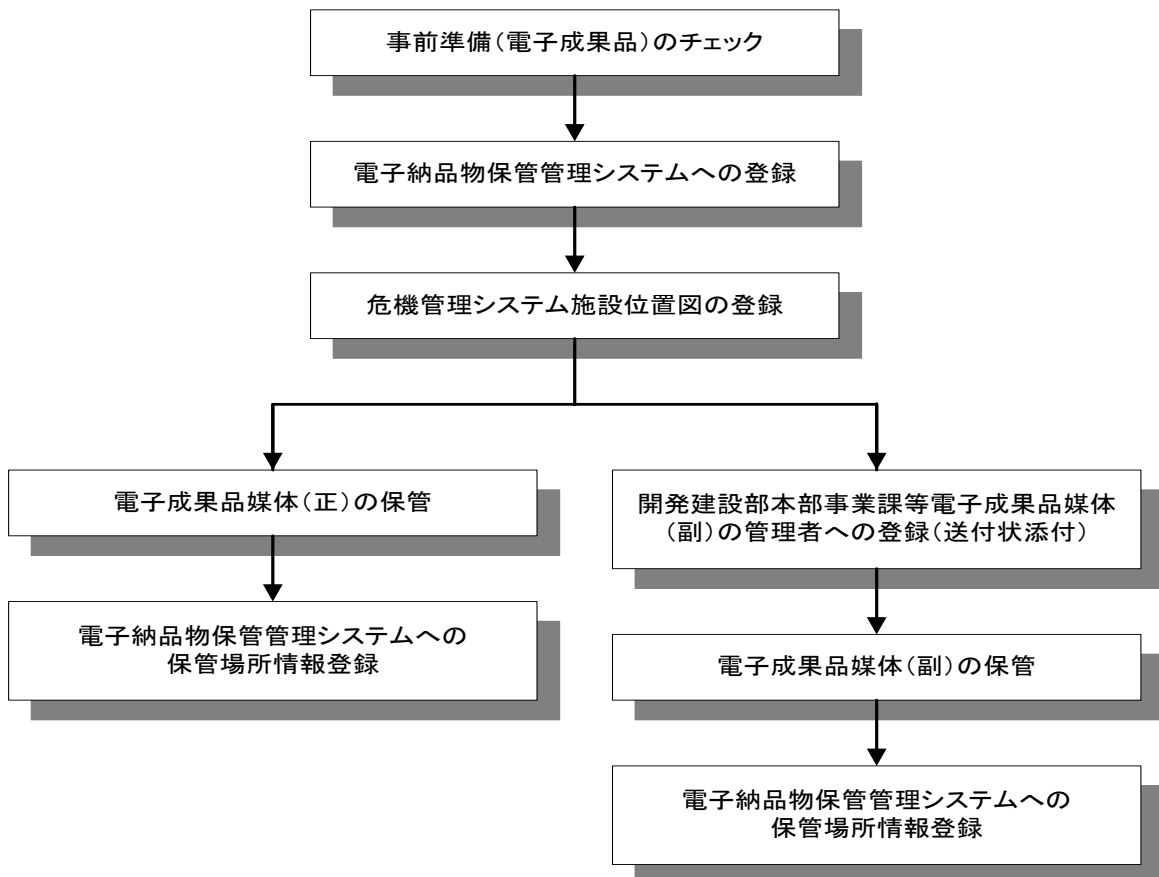 事前準備（電子成果品）のチェック
電子納品物保管管理システムへの登録
危機管理システム施設位置図の登録
電子成果品媒体（正）の保管
電子納品物保管管理システムへの
保管場所情報登録
開発建設部本部事業課等電子成果品媒体
（副）の管理者への登録（送付状添付）
電子成果品媒体（副）の保管
電子納品物保管管理システムへの
保管場所情報登録